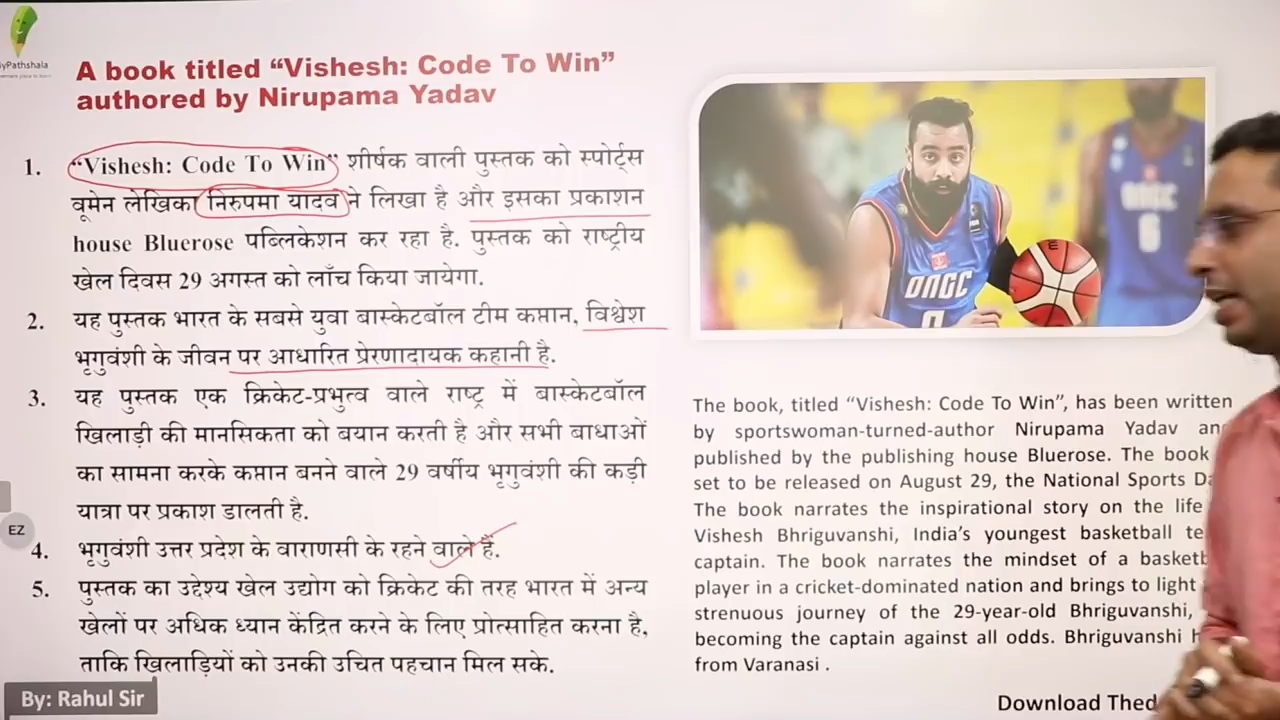 yPathshala
A book titled “Vishesh: Code To Win”
authored by Nirupama Yadav
1. “Vishesh: Code To Win” शीर्षक वाली पुस्तक को स्पोर्ट्स
वूमेन लेखिका निरुपमा यादव ने लिखा है और इसका प्रकाशन
house Bluerose पब्लिकेशन कर रहा है. पुस्तक को राष्ट्रीय
खेल दिवस 29 अगस्त को लॉंच किया जायेगा.
2. यह पुस्तक भारत के सबसे युवा बास्केटबॉल टीम कप्तान, विश्वेश
भृगुवंशी के जीवन पर आधारित प्रेरणादायक कहानी है.
3. यह पुस्तक एक क्रिकेट-प्रभुत्व वाले राष्ट्र में बास्केटबॉल
खिलाड़ी की मानसिकता को बयान करती है और सभी बाधाओं
का सामना करके कप्तान बनने वाले 29 वर्षीय भृगुवंशी की कड़ी
यात्रा पर प्रकाश डालती है.
EZ
4. भृगुवंशी उत्तर प्रदेश के वाराणसी के रहने वाले हैं.
5. पुस्तक का उद्देश्य खेल उद्योग को क्रिकेट की तरह भारत में अन्य
खेलों पर अधिक ध्यान केंद्रित करने के लिए प्रोत्साहित करना है,
ताकि खिलाड़ियों को उनकी उचित पहचान मिल सके.
By: Rahul Sir
ONGC
ONGC
6
The book, titled “Vishesh: Code To Win”, has been written
by sportswoman-turned-author Nirupama Yadav an
published by the publishing house Bluerose. The book
set to be released on August 29, the National Sports Da
The book narrates the inspirational story on the life
Vishesh Bhriguvanshi, India’s youngest basketball te
captain. The book narrates the mindset of a basketb
player in a cricket-dominated nation and brings to light
strenuous journey of the 29-year-old Bhriguvanshi,
becoming the captain against all odds. Bhriguvanshi h
from Varanasi .
Download Thed